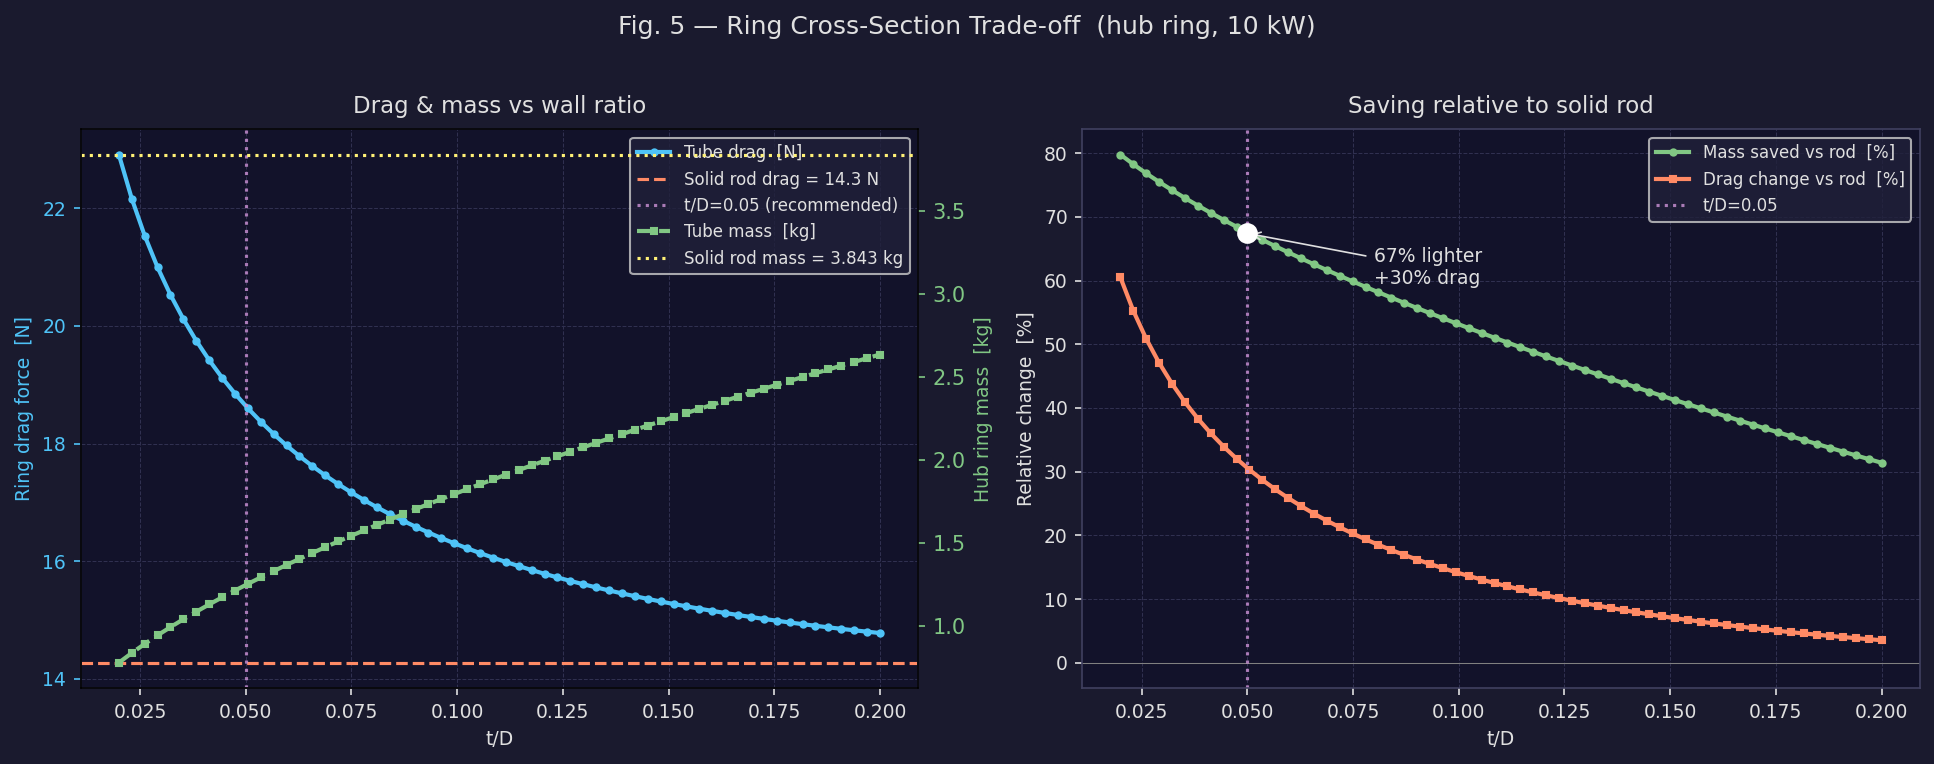 Fig. 5 — Ring Cross-Section Trade-off  (hub ring, 10 kW)
Drag & mass vs wall ratio
Tube drag  [N]
Solid rod drag = 14.3 N
t/D=0.05 (recommended)
Tube mass  [kg]
Solid rod mass = 3.843 kg
Ring drag force  [N]
22
20
18
16
14
3.5
3.0
2.5
2.0
1.5
1.0
Hub ring mass  [kg]
0.025 0.050 0.075 0.100 0.125 0.150 0.175 0.200
t/D
Saving relative to solid rod
Mass saved vs rod  [%]
Drag change vs rod  [%]
t/D=0.05
67% lighter
+30% drag
Relative change  [%]
80
70
60
50
40
30
20
10
0
0.025 0.050 0.075 0.100 0.125 0.150 0.175 0.200
t/D